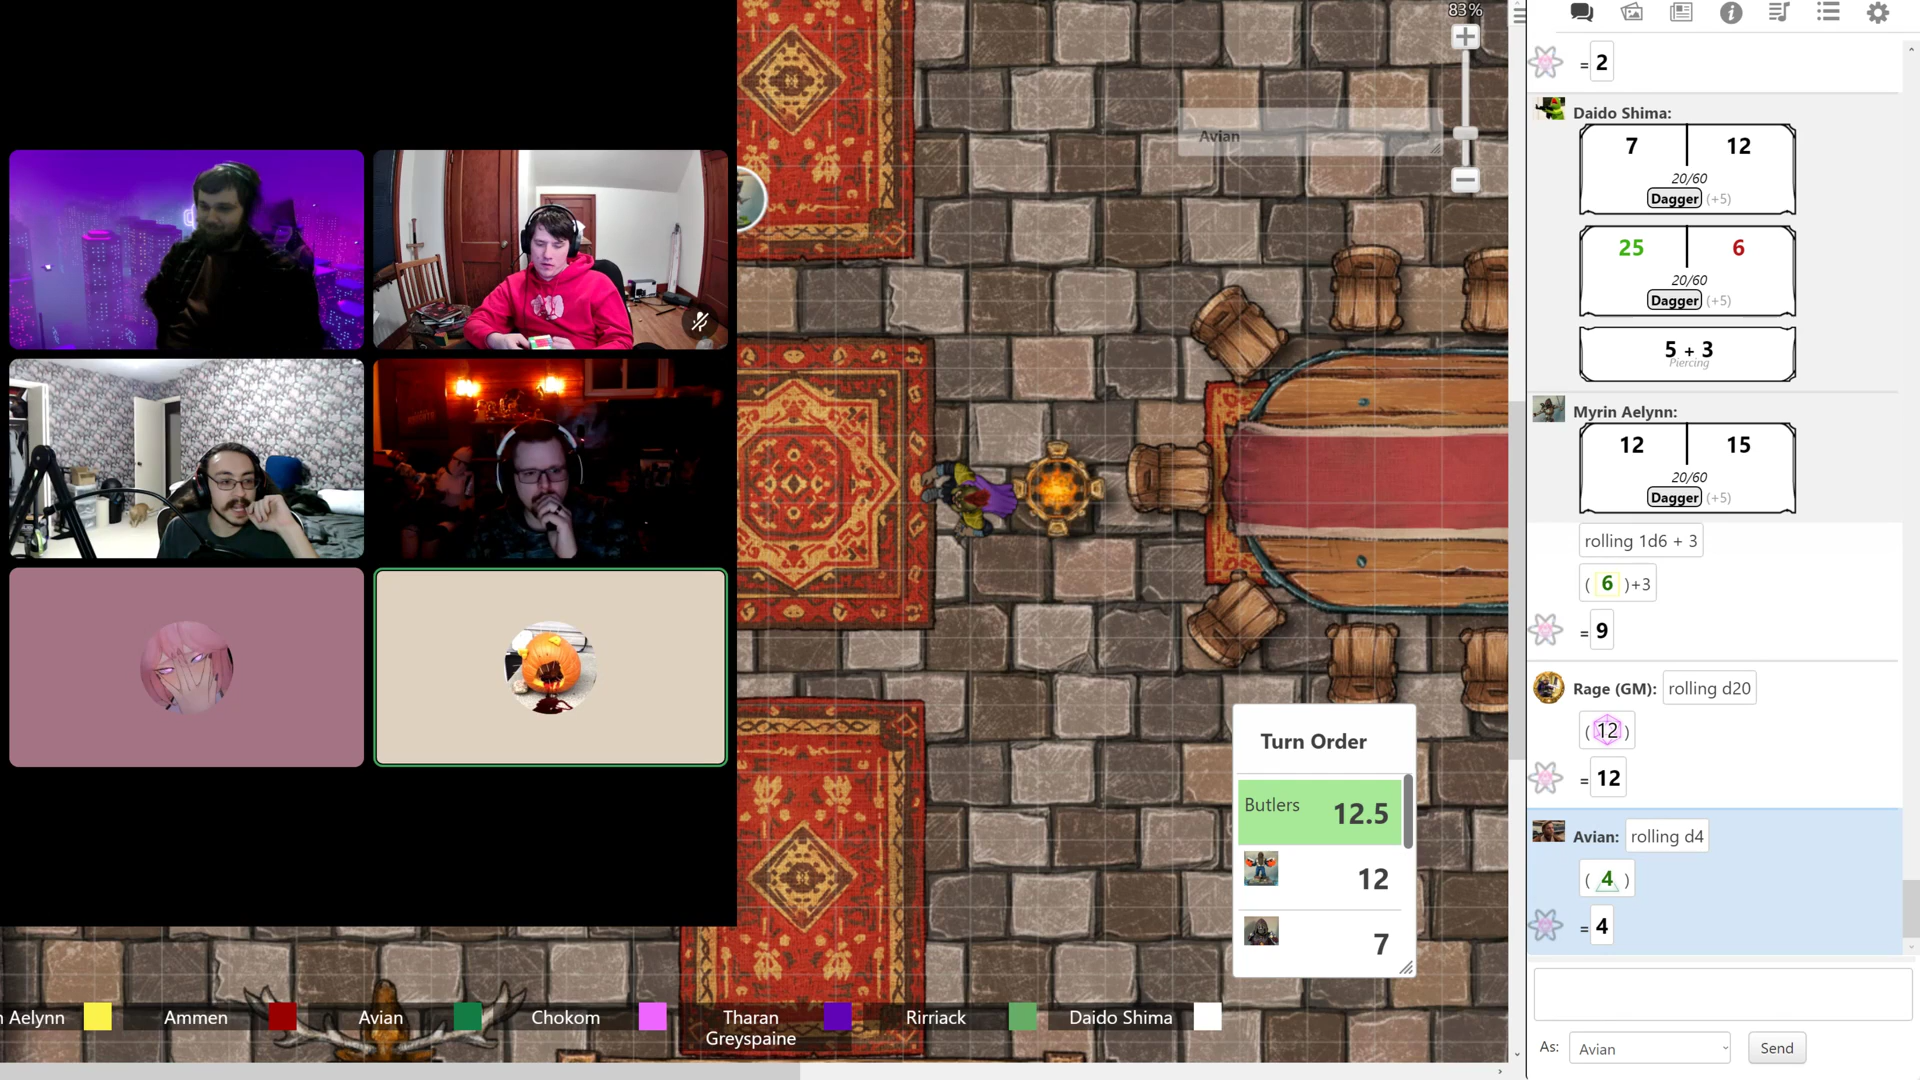 83%
Avian
= 2
Daido Shima:
7 12
20/60
Dagger (+5)
25 6
20/60
Dagger (+5)
5 + 3
Piercing
Myrin Aelynn:
12 15
20/60
Dagger (+5)
rolling 1d6 + 3
( 6 )+3
= 9
Rage (GM): rolling d20
( 12 )
= 12
Avian: rolling d4
( 4 )
= 4
Turn Order
Butlers 12.5
12
7
n Aelynn
Ammen
Avian
Chokom
Tharan
Greyspaine
Rirriack
Daido Shima
As: Avian Send